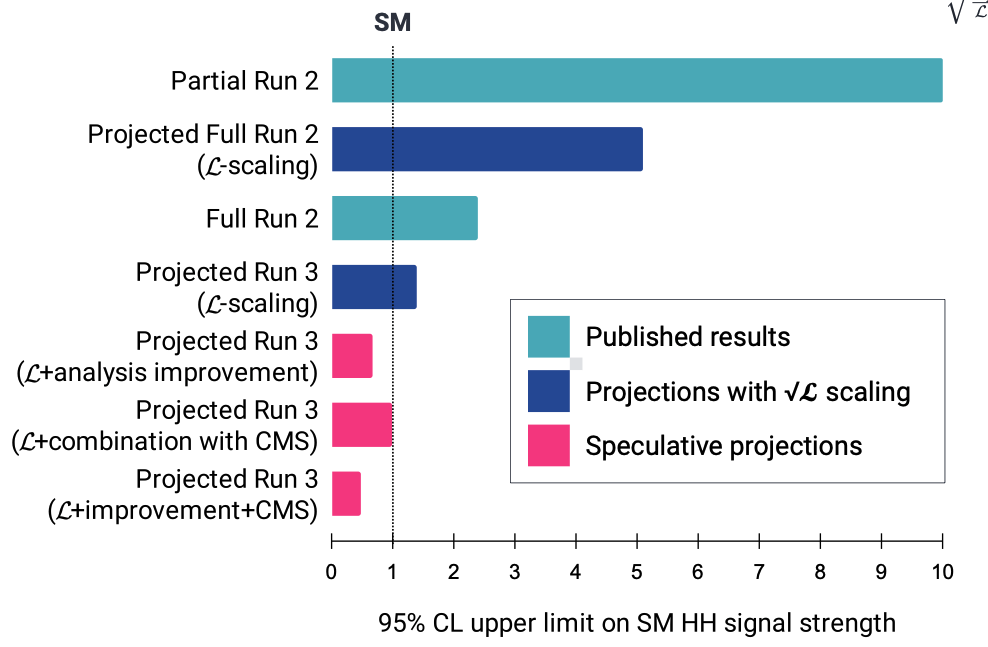 √ 1/ℒ
SM
Partial Run 2
Projected Full Run 2
(ℒ-scaling)
Full Run 2
Projected Run 3
(ℒ-scaling)
Projected Run 3
(ℒ+analysis improvement)
Projected Run 3
(ℒ+combination with CMS)
Projected Run 3
(ℒ+improvement+CMS)
Published results
Projections with √ℒ scaling
Speculative projections
0 1 2 3 4 5 6 7 8 9 10
95% CL upper limit on SM HH signal strength